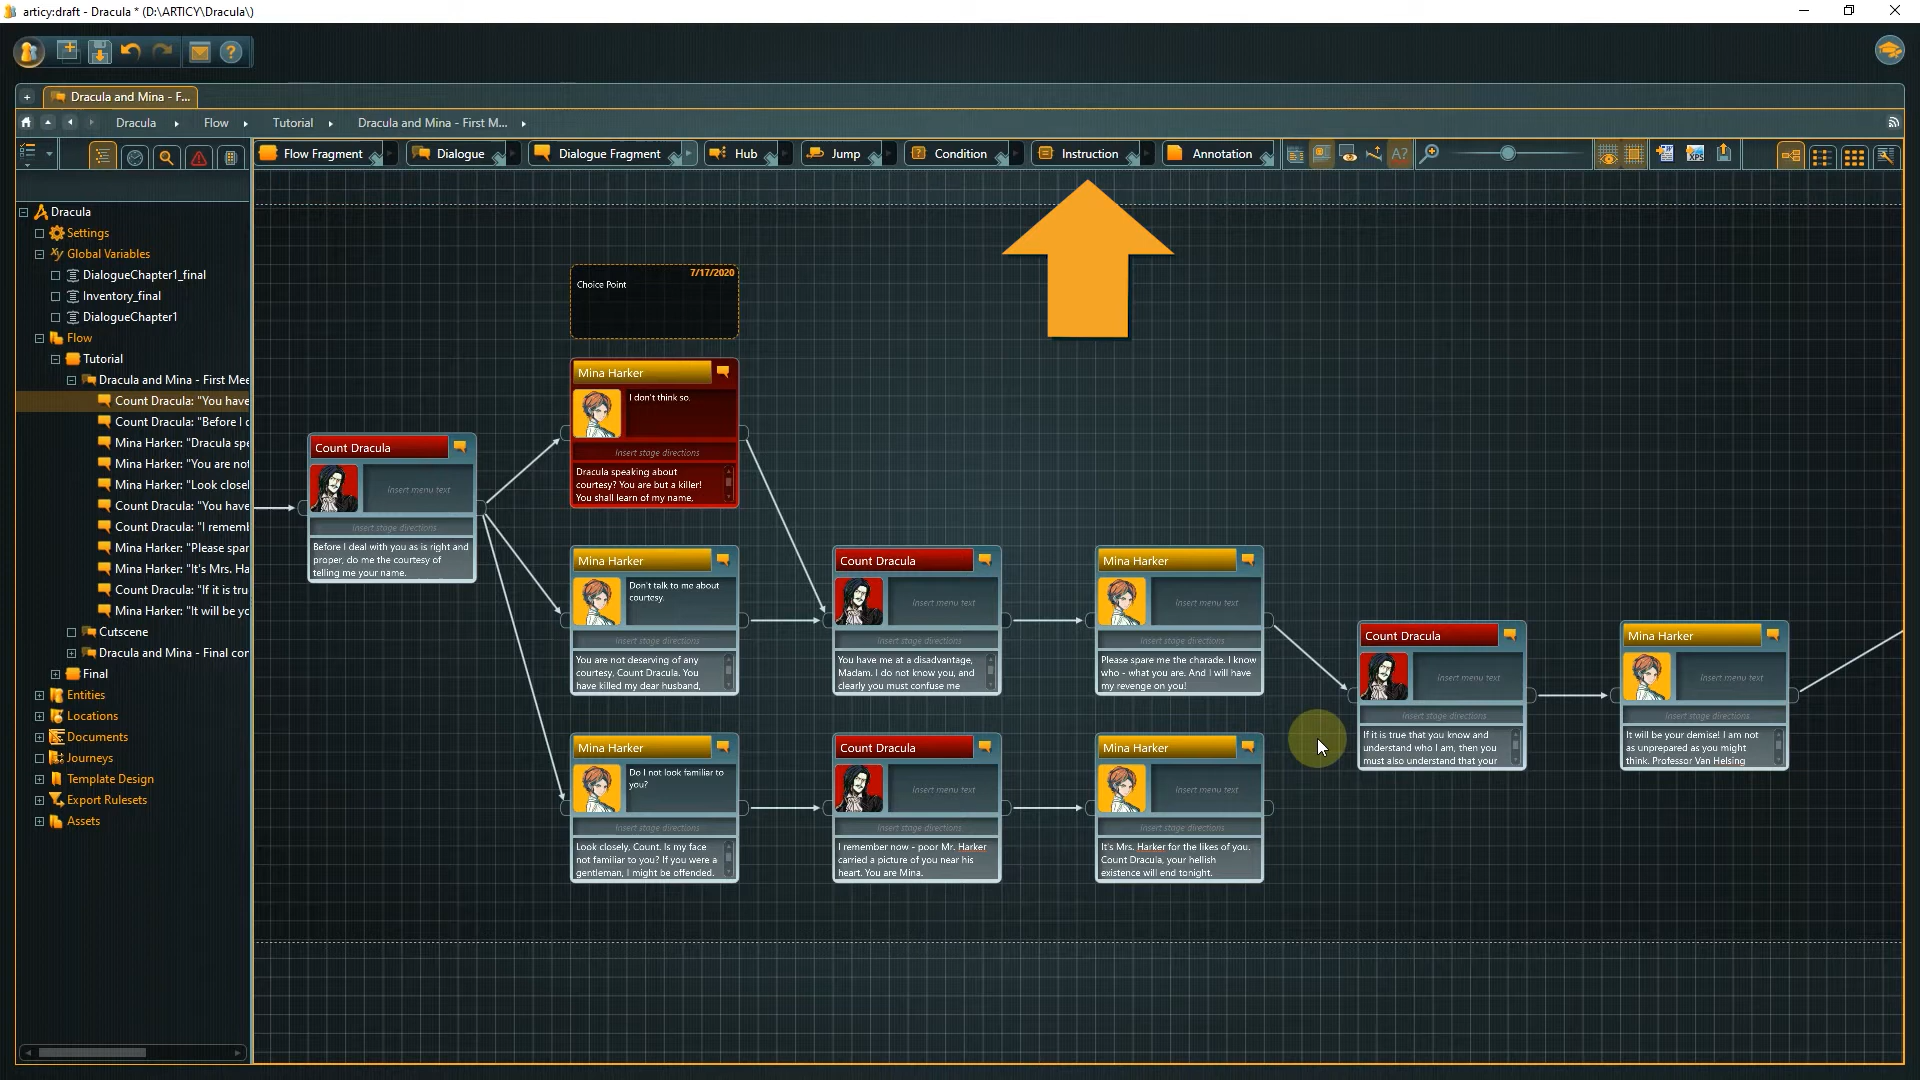 articy:draft - Dracula * (D:\ARTICY\Dracula\)
Dracula and Mina - F...
Dracula
Flow
Tutorial
Dracula and Mina - First M...
Flow Fragment
Dialogue
Dialogue Fragment
Hub
Jump
Condition
Instruction
Annotation
Dracula
Settings
Global Variables
DialogueChapter1_final
Inventory_final
DialogueChapter1
Flow
Tutorial
Dracula and Mina - First Mee
Count Dracula: "You have
Count Dracula: "Before I d
Mina Harker: "Dracula spe
Mina Harker: "You are not
Mina Harker: "Look closel
Count Dracula: "You have
Count Dracula: "I rememb
Mina Harker: "Please spar
Mina Harker: "It's Mrs. Ha
Count Dracula: "If it is tru
Mina Harker: "It will be yo
Cutscene
Dracula and Mina - Final cor
Final
Entities
Locations
Documents
Journeys
Template Design
Export Rulesets
Assets
7/17/2020
Choice Point
Count Dracula
Insert menu text
Insert stage directions
Before I deal with you as is right and
proper, do me the courtesy of
telling me your name.
Mina Harker
I don't think so.
Insert stage directions
Dracula speaking about
courtesy? You are but a killer!
You shall learn of my name,
Mina Harker
Don't talk to me about
courtesy.
Insert stage directions
You are not deserving of any
courtesy, Count Dracula. You
have killed my dear husband,
Count Dracula
Insert menu text
Insert stage directions
You have me at a disadvantage,
Madam. I do not know you, and
clearly you must confuse me
Mina Harker
Insert menu text
Insert stage directions
Please spare me the charade. I know
who - what you are. And I will have
my revenge on you!
Count Dracula
Insert menu text
Insert stage directions
If it is true that you know and
understand who I am, then you
must also understand that your
Mina Harker
Insert menu text
Insert stage directions
It will be your demise! I am not
as unprepared as you might
think. Professor Van Helsing
Mina Harker
Do I not look familiar to
you?
Insert stage directions
Look closely, Count. Is my face
not familiar to you? If you were a
gentleman, I might be offended.
Count Dracula
Insert menu text
Insert stage directions
I remember now - poor Mr. Harker
carried a picture of you near his
heart. You are Mina.
Mina Harker
Insert menu text
Insert stage directions
It's Mrs. Harker for the likes of you.
Count Dracula, your hellish
existence will end tonight.